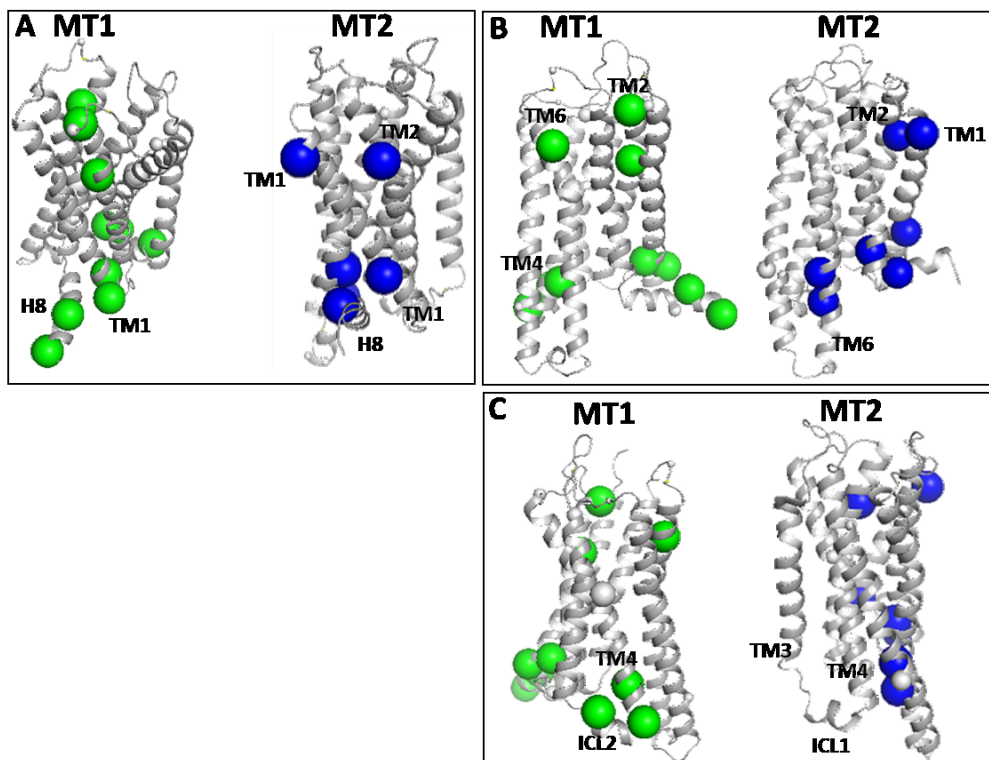 A MT1 MT2
TM2
TM1
H8
TM1
TM1
H8
B MT1 MT2
TM2
TM6
TM2
TM1
TM4
TM6
C MT1 MT2
TM4
TM3
TM4
ICL2
ICL1